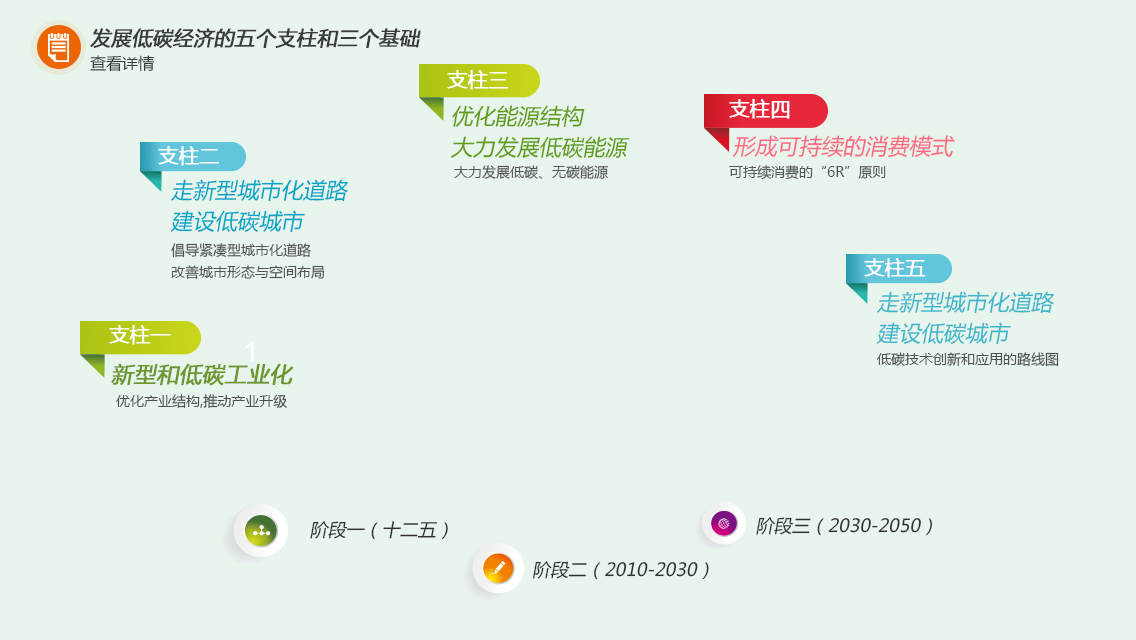 发展低碳经济的五个支柱和三个基础
查看详情
支柱三
优化能源结构
大力发展低碳能源
大力发展低碳、无碳能源
支柱四
形成可持续的消费模式
可持续消费的“6R”原则
支柱二
走新型城市化道路
建设低碳城市
倡导紧凑型城市化道路
改善城市形态与空间布局
支柱五
走新型城市化道路
建设低碳城市
低碳技术创新和应用的路线图
支柱一
1
新型和低碳工业化
优化产业结构,推动产业升级
阶段一（十二五）
阶段二（2010-2030）
阶段三（2030-2050）